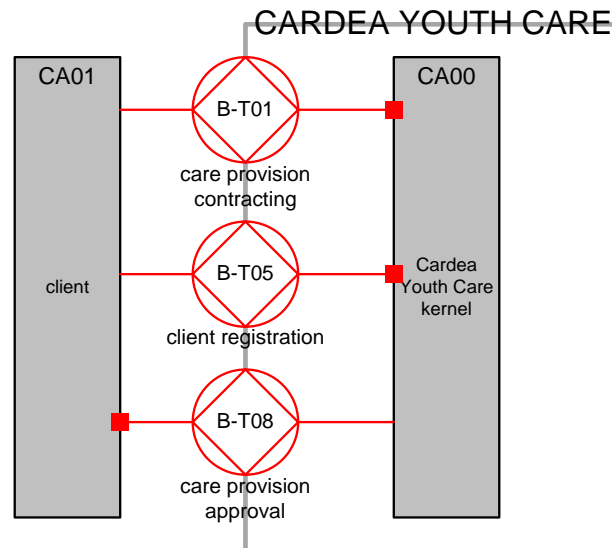 CARDEA YOUTH CARE
CA01
CA00
B-T01
care provision
contracting
client
B-T05
Cardea
Youth Care
kernel
client registration
B-T08
care provision
approval